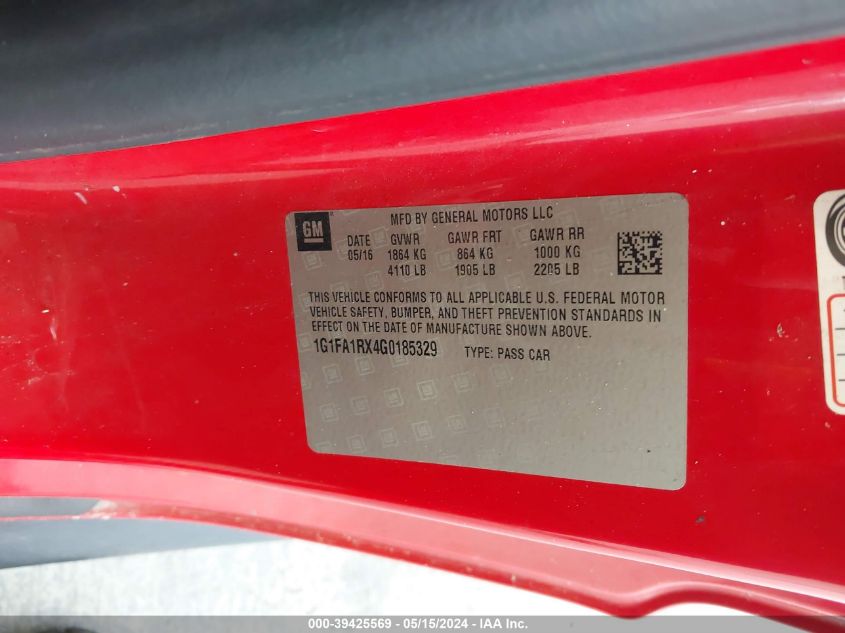 GM
MFD BY GENERAL MOTORS LLC
DATE GVWR GAWR FRT GAWR RR
05/16 1864 KG 864 KG 1000 KG
4110 LB 1905 LB 2205 LB
THIS VEHICLE CONFORMS TO ALL APPLICABLE U.S. FEDERAL MOTOR
VEHICLE SAFETY, BUMPER, AND THEFT PREVENTION STANDARDS IN
EFFECT ON THE DATE OF MANUFACTURE SHOWN ABOVE.
1G1FA1RX4G0185329 TYPE: PASS CAR
000-39425569 - 05/15/2024 - IAA Inc.